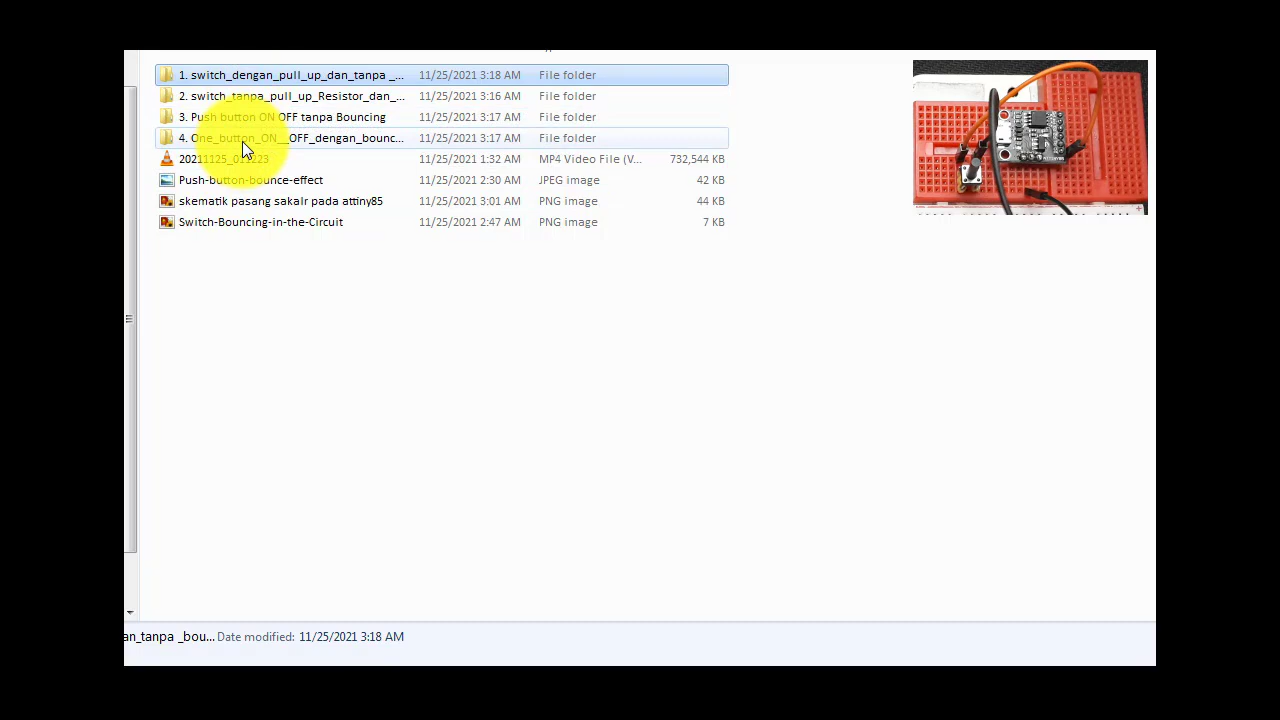 1. switch_dengan_pull_up_dan_tanpa _... 11/25/2021 3:18 AM File folder
2. switch_tanpa_pull_up_Resistor_dan_... 11/25/2021 3:16 AM File folder
3. Push button ON OFF tanpa Bouncing 11/25/2021 3:17 AM File folder
4. One_button_ON__OFF_dengan_bounc... 11/25/2021 3:17 AM File folder
11/25/2021 1:32 AM MP4 Video File (V... 732,544 KB
Push-button-bounce-effect 11/25/2021 2:30 AM JPEG image 42 KB
skematik pasang sakalr pada attiny85 11/25/2021 3:01 AM PNG image 44 KB
Switch-Bouncing-in-the-Circuit 11/25/2021 2:47 AM PNG image 7 KB
an_tanpa _bou... Date modified: 11/25/2021 3:18 AM